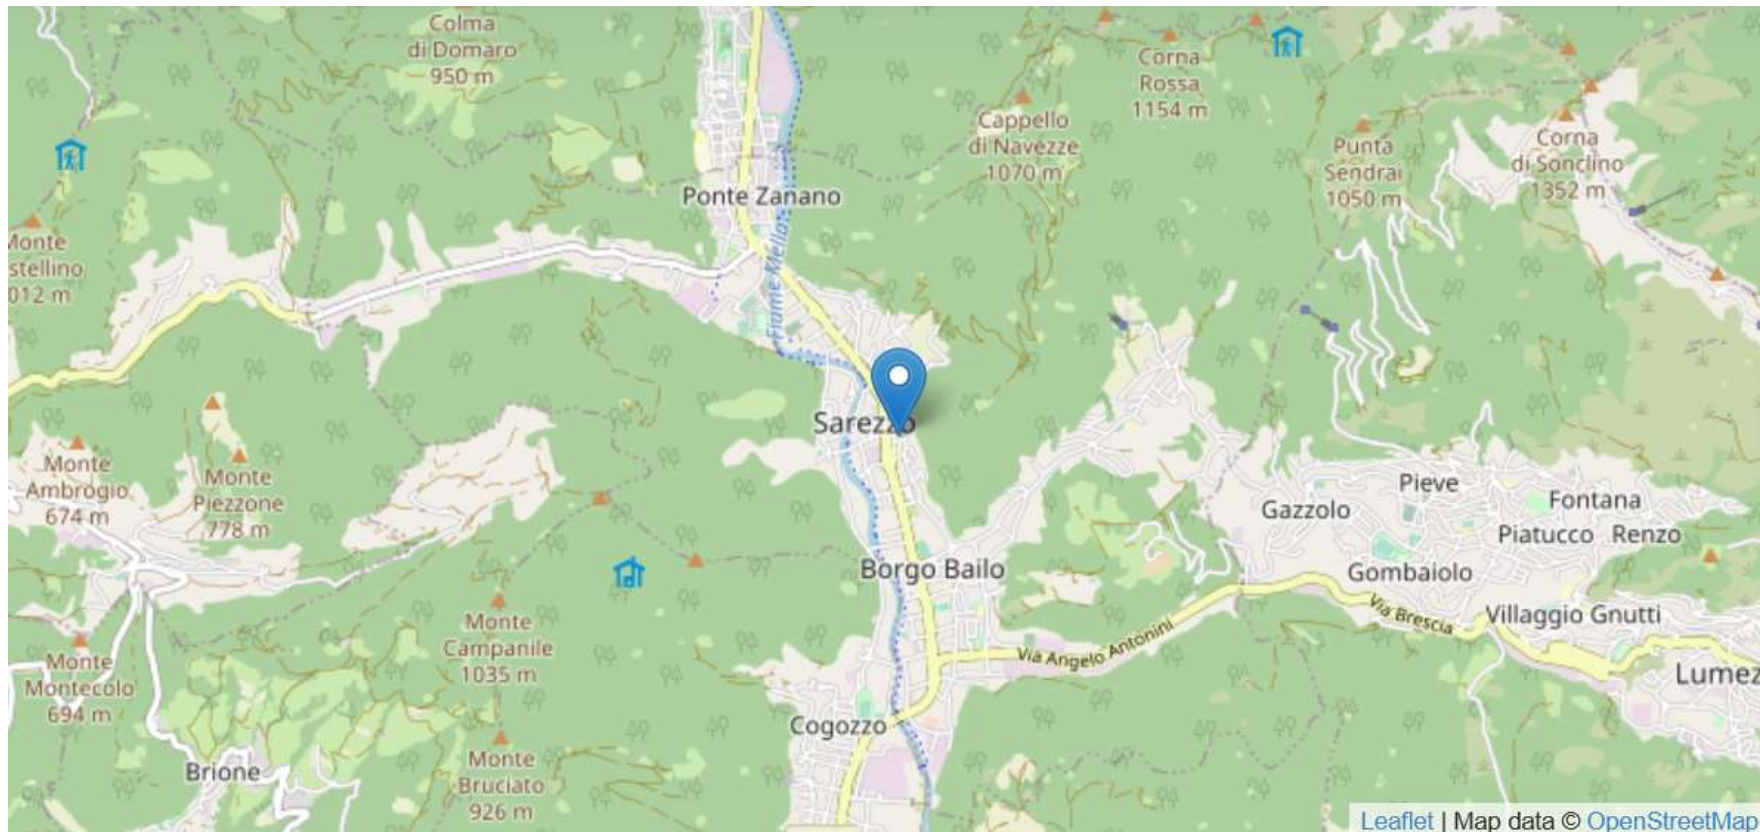 Colma
di Domaro
950 m
Corna
Rossa
1154 m
Cappello
di Navezze
1070 m
Punta
Sendrai
1050 m
Corna
di Sonclino
1352 m
Ponte Zanano
Monte
stellino
012 m
Fiume Mella
Sarezzo
Monte
Ambrogio
674 m
Monte
Piezzone
778 m
Pieve
Gazzolo
Fontana
Piatucco
Renzo
Borgo Bailo
Gombaiolo
Via Brescia
Villaggio Gnutti
Monte
Campanile
1035 m
Via Angelo Antonini
Monte
Montecolo
694 m
Lumez
Cogozzo
Brione
Monte
Bruciato
926 m
Leaflet | Map data © OpenStreetMap